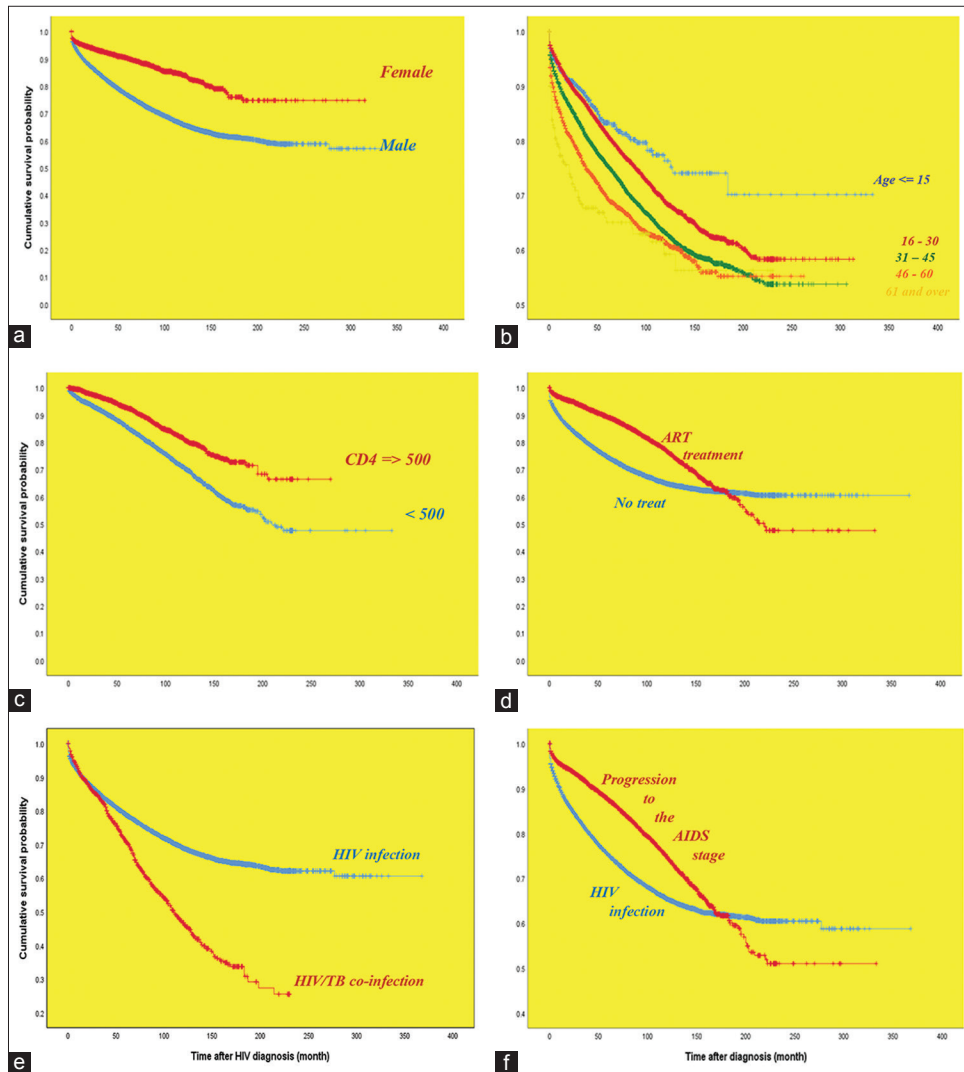 Cumulative survival probability
1.0
0.9
0.8
0.7
0.6
0.5
0.4
0.3
0.2
0.1
0.0
Female
Male
0 50 100 150 200 250 300 350 400
a
1.0
0.9
0.8
0.7
0.6
0.5
Age <= 15
16 - 30
31 – 45
46 - 60
61 and over
0 50 100 150 200 250 300 350 400
b
Cumulative survival probability
1.0
0.9
0.8
0.7
0.6
0.5
0.4
0.3
0.2
0.1
0.0
CD4 => 500
< 500
0 50 100 150 200 250 300 350 400
c
1.0
0.9
0.8
0.7
0.6
0.5
0.4
0.3
0.2
0.1
0.0
ART
treatment
No treat
0 50 100 150 200 250 300 350 400
d
Cumulative survival probability
1.0
0.9
0.8
0.7
0.6
0.5
0.4
0.3
0.2
HIV infection
HIV/TB co-infection
0 50 100 150 200 250 300 350 400
Time after HIV diagnosis (month)
e
1.0
0.9
0.8
0.7
0.6
0.5
0.4
Progression
to
the
AIDS
stage
HIV
infection
0 50 100 150 200 250 300 350 400
Time after diagnosis (month)
f